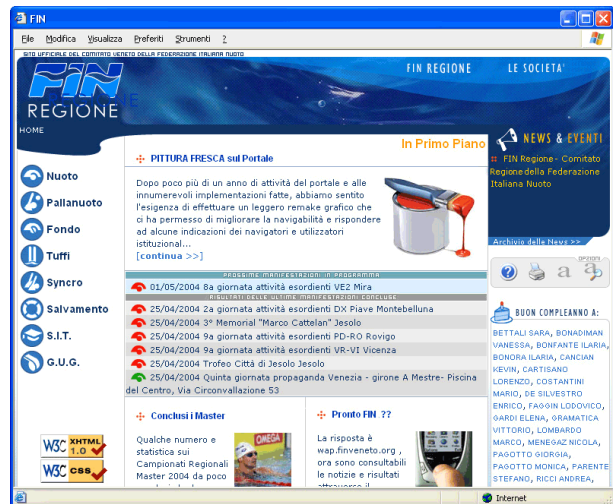 FIN
File Modifica Visualizza Preferiti Strumenti ?
SITO UFFICIALE DEL COMITATO VENETO DELLA FEDERAZIONE ITALIANA NUOTO
FIN REGIONE LE SOCIETA'
FIN
REGIONE
HOME
In Primo Piano
NEWS & EVENTI
FIN Regione- Comitato
Regione della Federazione
Italiana Nuoto
Archivio delle News >>
Nuoto
Pallanuoto
Fondo
Tuffi
Syncro
Salvamento
S.I.T.
G.U.G.
W3C XHTML 1.0
W3C CSS
PITTURA FRESCA sul Portale
Dopo poco più di un anno di attività del portale e alle
innumerevoli implementazioni fatte, abbiamo sentito
l'esigenza di effettuare un leggero remake grafico che
ci ha permesso di migliorare la navigabilità e rispondere
ad alcune indicazioni dei navigatori e utilizzatori
istituzional...
[continua >>]
PROSSIME MANIFESTAZIONI IN PROGRAMMA
01/05/2004 8a giornata attività esordienti VE2 Mira
RISULTATI DELLE ULTIME MANIFESTAZIONI CONCLUSE
25/04/2004 2a giornata attività esordienti DX Piave Montebelluna
25/04/2004 3° Memorial "Marco Cattelan" Jesolo
25/04/2004 9a giornata attività esordienti PD-RO Rovigo
25/04/2004 9a giornata attività esordienti VR-VI Vicenza
25/04/2004 Trofeo Città di Jesolo Jesolo
25/04/2004 Quinta giornata propaganda Venezia - girone A Mestre- Piscina
del Centro, Via Circonvallazione 53
Conclusi i Master
Qualche numero e
statistica sui
Campionati Regionali
Master 2004 da poco
OMEGA
Pronto FIN .??
La risposta è
wap.finveneto.org ,
ora sono consultabili
le notizie e risultati
attraverso il
OPZIONI
BUON COMPLEANNO A:
BETTALI SARA, BONADIMAN
VANESSA, BONFANTE ILARIA,
BONORA ILARIA, CANCIAN
KEVIN, CARTISANO
LORENZO, COSTANTINI
MARIO, DE SILVESTRO
ENRICO, FAGGIN LODOVICO,
GARDI ELENA, GRAMATICA
VITTORIO, LOMBARDO
MARCO, MENEGAZ NICOLA,
PAGOTTO GIORGIA,
PAGOTTO MONICA, PARENTE
STEFANO, RICCI ANDREA,
Internet